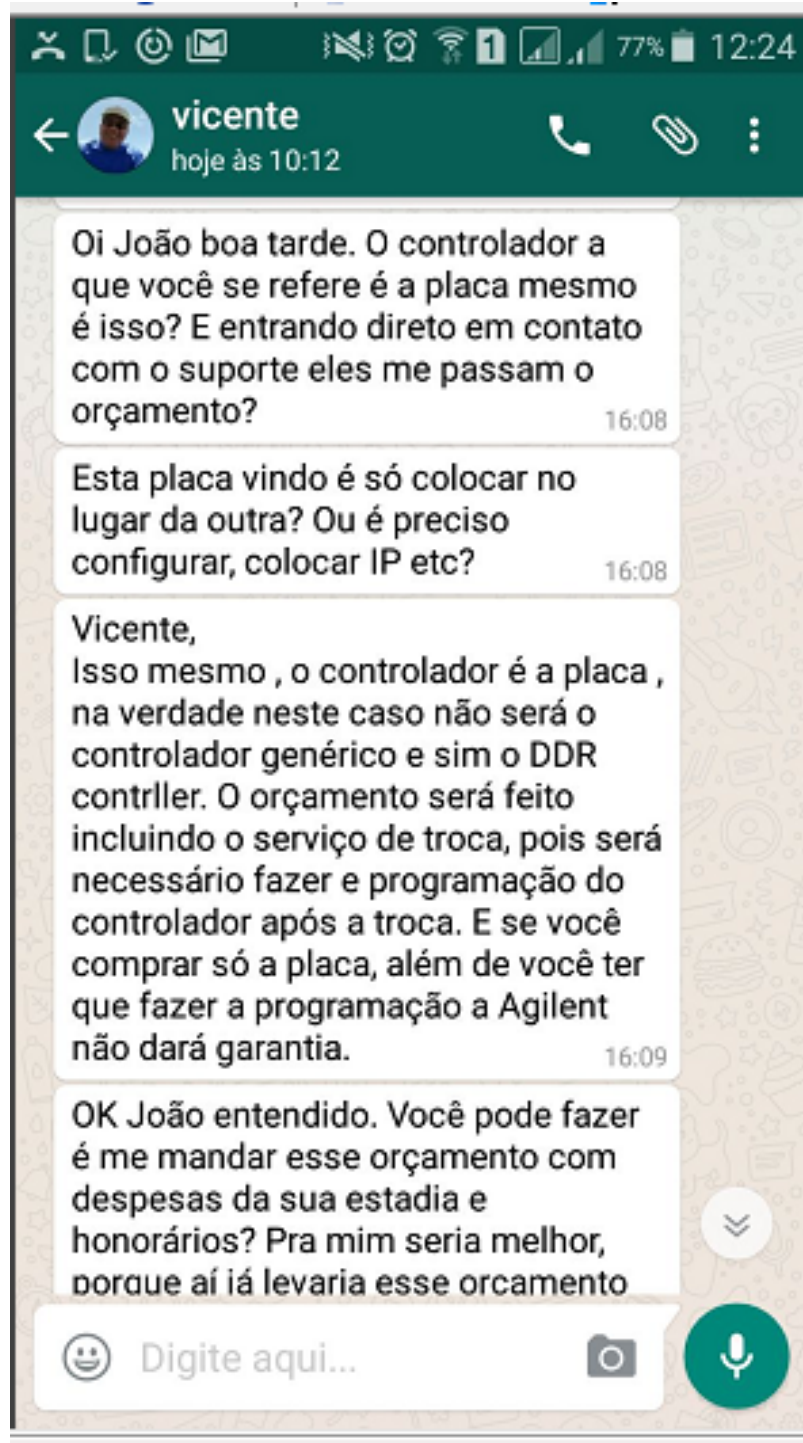 1 77% 12:24
vicente
hoje às 10:12
Oi João boa tarde. O controlador a
que você se refere é a placa mesmo
é isso? E entrando direto em contato
com o suporte eles me passam o
orçamento?
16:08
Esta placa vindo é só colocar no
lugar da outra? Ou é preciso
configurar, colocar IP etc?
16:08
Vicente,
Isso mesmo , o controlador é a placa ,
na verdade neste caso não será o
controlador genérico e sim o DDR
contrller. O orçamento será feito
incluindo o serviço de troca, pois será
necessário fazer e programação do
controlador após a troca. E se você
comprar só a placa, além de você ter
que fazer a programação a Agilent
não dará garantia.
16:09
OK João entendido. Você pode fazer
é me mandar esse orçamento com
despesas da sua estadia e
honorários? Pra mim seria melhor,
porque aí já levaria esse orçamento
Digite aqui...